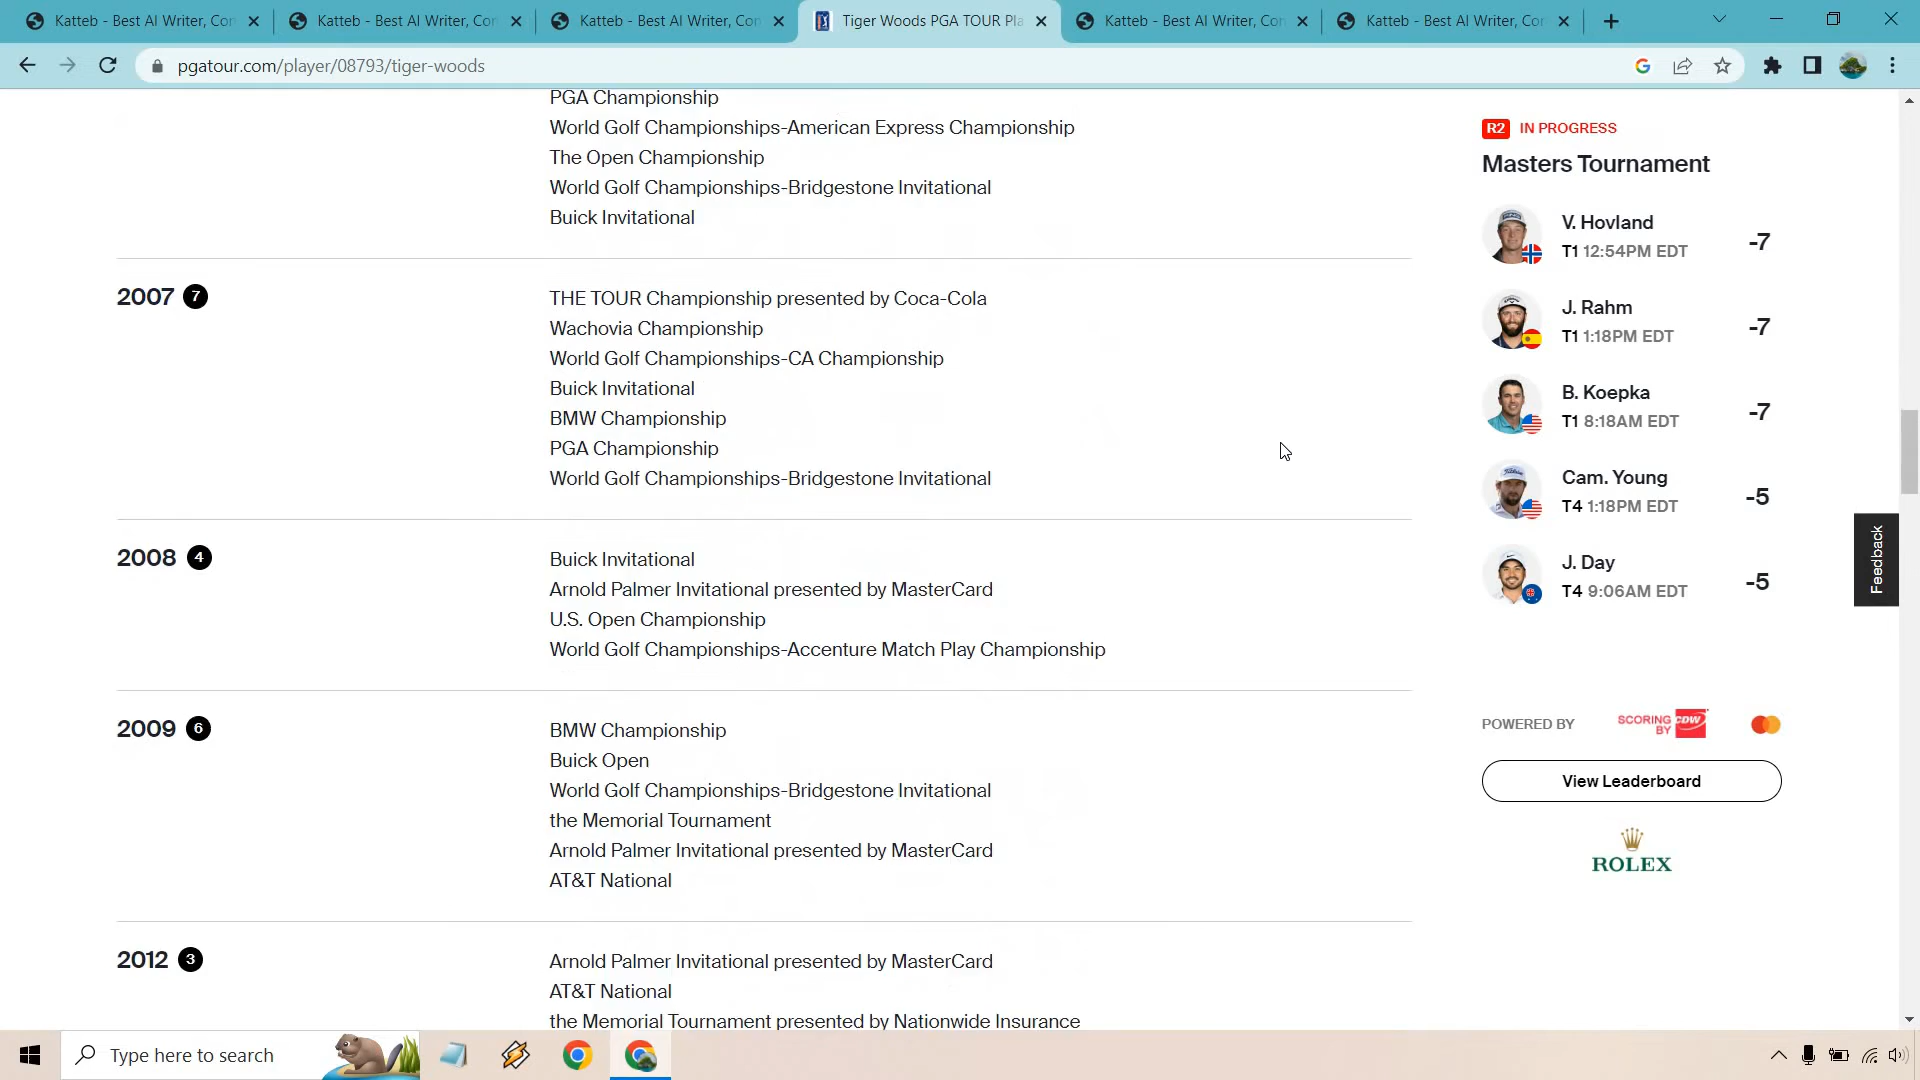 Katteb - Best AI Writer, Con
Katteb - Best AI Writer, Con
Katteb - Best AI Writer, Con
Tiger Woods PGA TOUR Pla
Katteb - Best AI Writer, Con
Katteb - Best AI Writer, Con
pgatour.com/player/08793/tiger-woods
PGA Championship
World Golf Championships-American Express Championship
The Open Championship
World Golf Championships-Bridgestone Invitational
Buick Invitational
2007 7
THE TOUR Championship presented by Coca-Cola
Wachovia Championship
World Golf Championships-CA Championship
Buick Invitational
BMW Championship
PGA Championship
World Golf Championships-Bridgestone Invitational
2008 4
Buick Invitational
Arnold Palmer Invitational presented by MasterCard
U.S. Open Championship
World Golf Championships-Accenture Match Play Championship
2009 6
BMW Championship
Buick Open
World Golf Championships-Bridgestone Invitational
the Memorial Tournament
Arnold Palmer Invitational presented by MasterCard
AT&T National
2012 3
Arnold Palmer Invitational presented by MasterCard
AT&T National
the Memorial Tournament presented by Nationwide Insurance
R2 IN PROGRESS
Masters Tournament
V. Hovland
T1 12:54PM EDT
-7
J. Rahm
T1 1:18PM EDT
-7
B. Koepka
T1 8:18AM EDT
-7
Cam. Young
T4 1:18PM EDT
-5
J. Day
T4 9:06AM EDT
-5
POWERED BY
SCORING BY CDW
View Leaderboard
ROLEX
Feedback
Type here to search